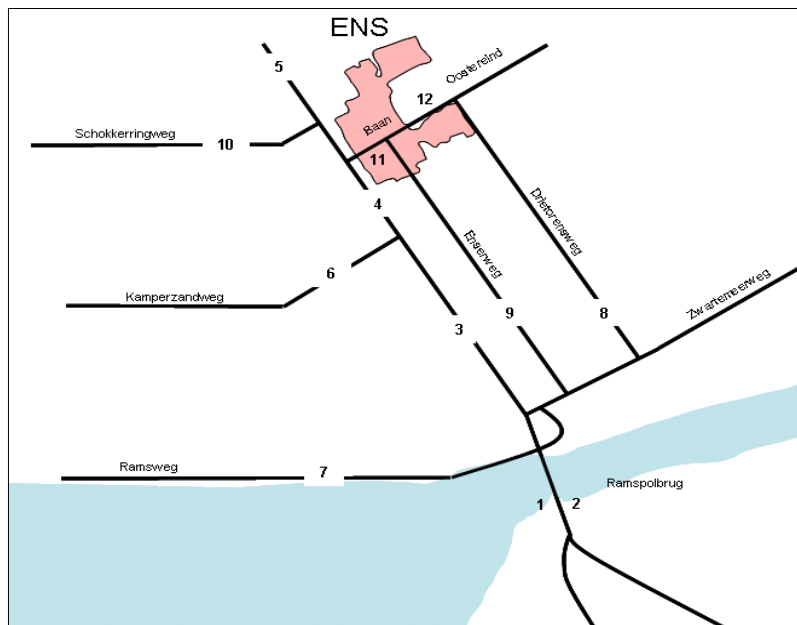 ENS
5
Oostereind
12
Baan
Schokkerringweg
10
11
4
Drietorensweg
Enserweg
6
Kamperzandweg
Zwartemeerweg
3
9
8
Ramsweg
7
Ramspolbrug
1
2